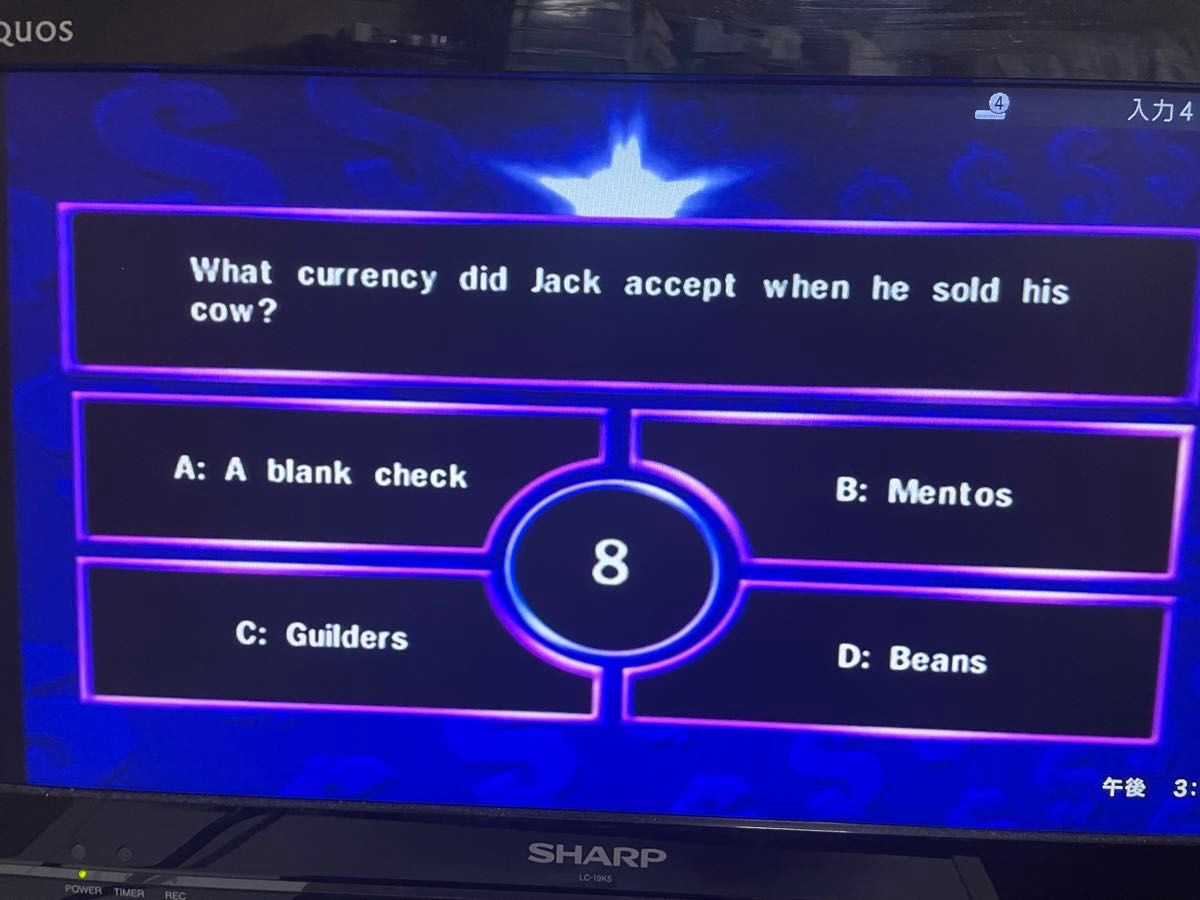 QUOS
4
入力4
What currency did Jack accept when he sold his
cow?
A: A blank check
B: Mentos
8
C: Guilders
D: Beans
午後 3:
SHARP
LC-19K5
POWER TIMER REC